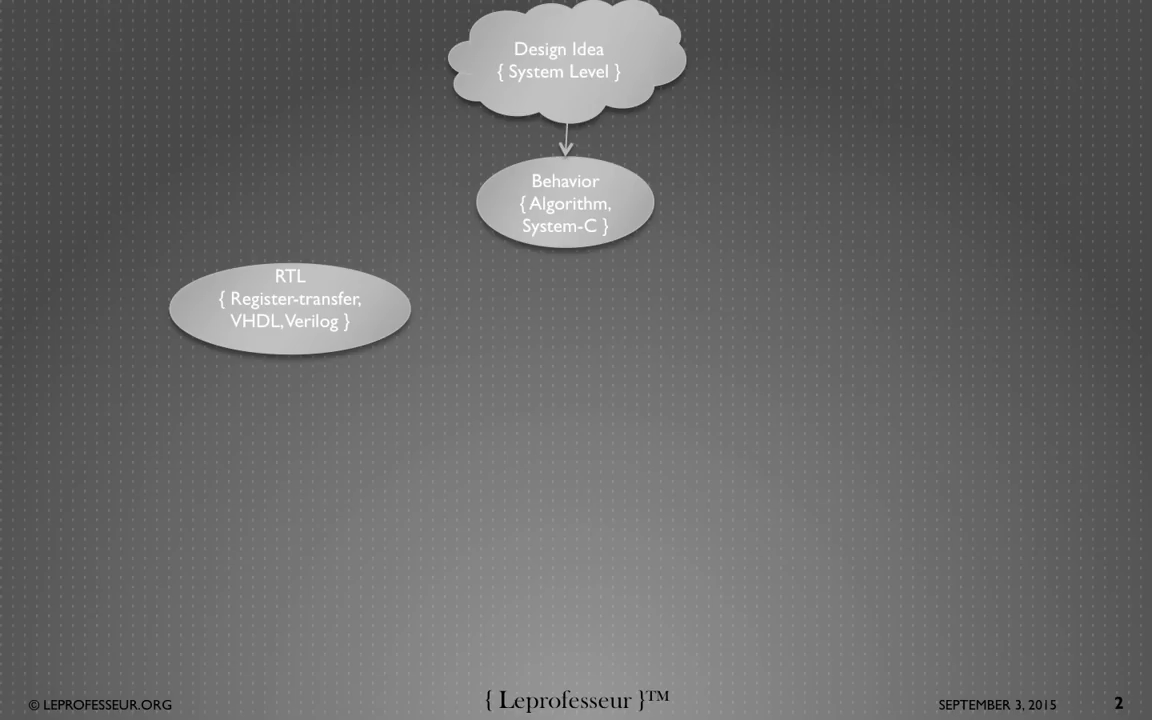 Design Idea
{ System Level }
Behavior
{ Algorithm,
System-C }
RTL
{ Register-transfer,
VHDL,Verilog }
© LEPROFESSEUR.ORG
{ Leprofesseur }™
SEPTEMBER 3, 2015
2